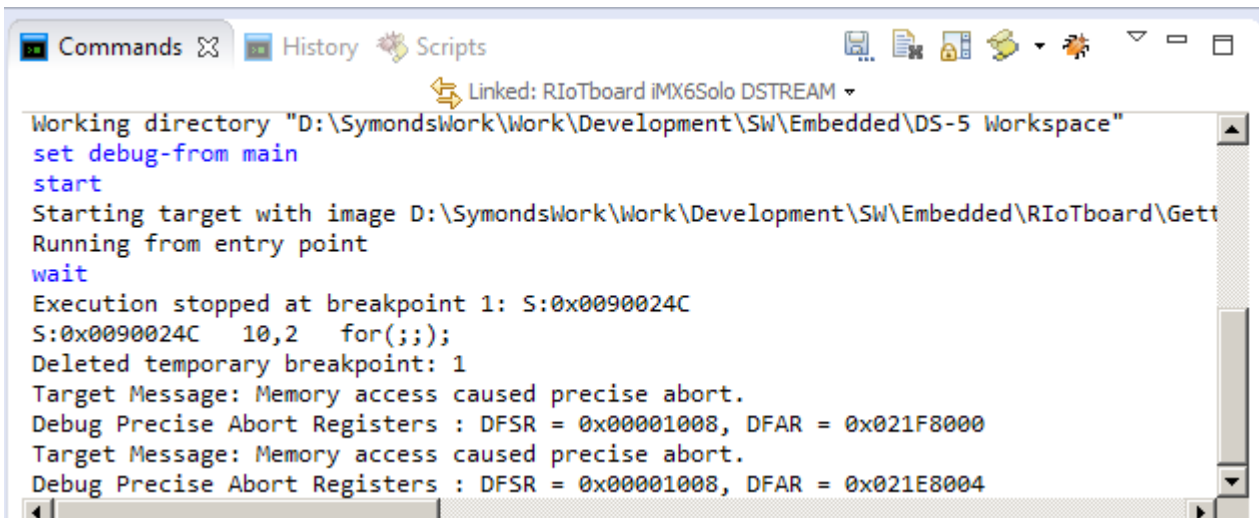 Commands History Scripts
Linked: RIoTboard iMX6Solo DSTREAM
Working directory "D:\SymondsWork\Work\Development\SW\Embedded\DS-5 Workspace"
set debug-from main
start
Starting target with image D:\SymondsWork\Work\Development\SW\Embedded\RIoTboard\Gett
Running from entry point
wait
Execution stopped at breakpoint 1: S:0x0090024C
S:0x0090024C   10,2   for(;;);
Deleted temporary breakpoint: 1
Target Message: Memory access caused precise abort.
Debug Precise Abort Registers : DFSR = 0x00001008, DFAR = 0x021F8000
Target Message: Memory access caused precise abort.
Debug Precise Abort Registers : DFSR = 0x00001008, DFAR = 0x021E8004